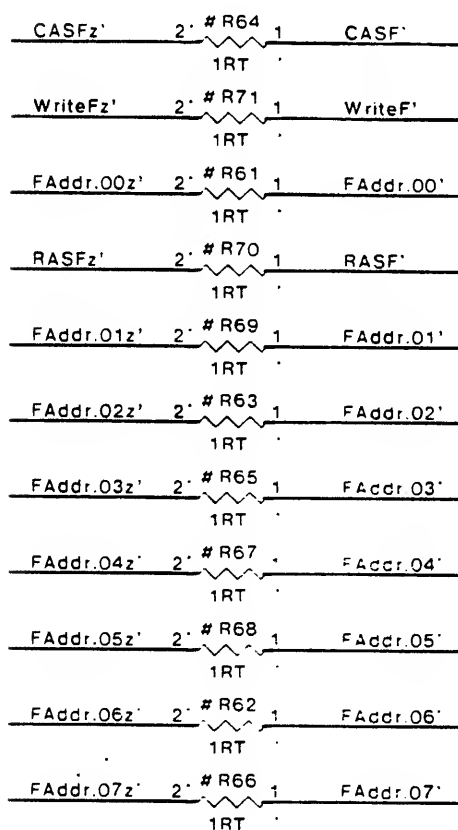 CASFz' 2' # R64 1 CASF'
1RT
WriteFz' 2' # R71 1 WriteF'
1RT
FAddr.00z' 2' # R61 1 FAddr.00'
1RT
RASFz' 2' # R70 1 RASF'
1RT
FAddr.01z' 2' # R69 1 FAddr.01'
1RT
FAddr.02z' 2' # R63 1 FAddr.02'
1RT
FAddr.03z' 2' # R65 1 FAddr.03'
1RT
FAddr.04z' 2' # R67 1 FAddr.04'
1RT
FAddr.05z' 2' # R68 1 FAddr.05'
1RT
FAddr.06z' 2' # R62 1 FAddr.06'
1RT
FAddr.07z' 2' # R66 1 FAddr.07'
1RT